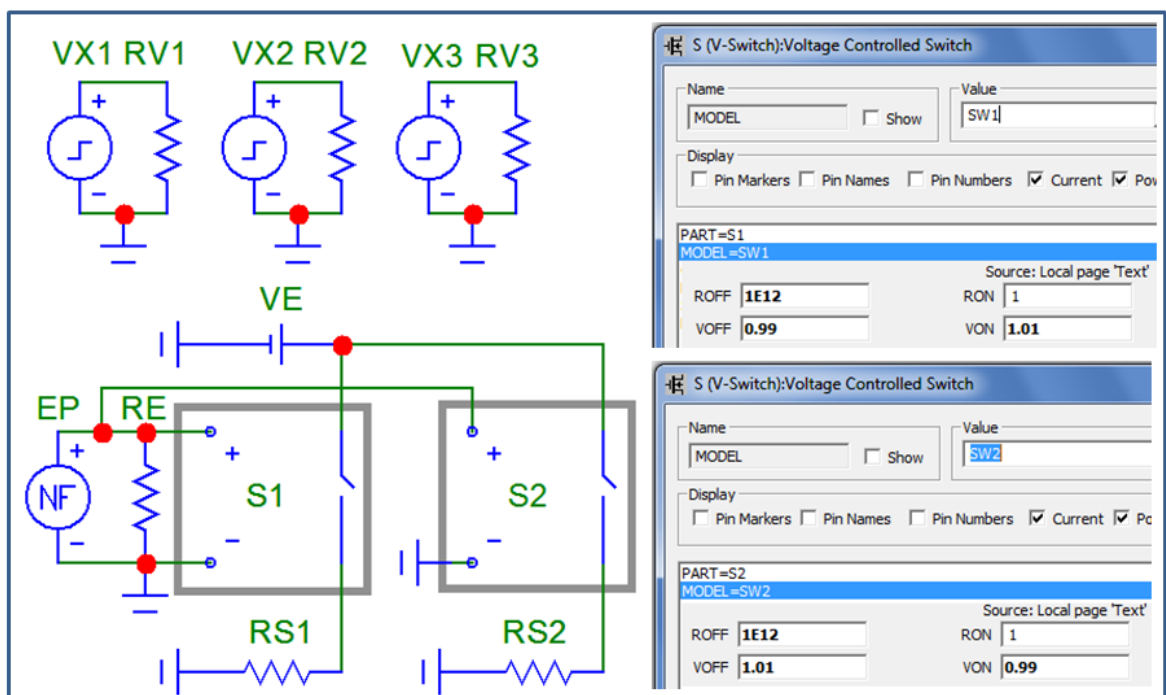 VX1 RV1
VX2 RV2
VX3 RV3
+
+
+
−
−
−
VE
EP
RE
+
NF
−
+
S1
−
+
S2
−
RS1
RS2
S (V-Switch):Voltage Controlled Switch
Name
Value
MODEL
Show
SW1
Display
Pin Markers
Pin Names
Pin Numbers
Current
Pov
PART=S1
MODEL=SW1
Source: Local page 'Text'
ROFF 1E12
RON 1
VOFF 0.99
VON 1.01
S (V-Switch):Voltage Controlled Switch
Name
Value
MODEL
Show
SW2
Display
Pin Markers
Pin Names
Pin Numbers
Current
Po
PART=S2
MODEL=SW2
Source: Local page 'Text'
ROFF 1E12
RON 1
VOFF 1.01
VON 0.99